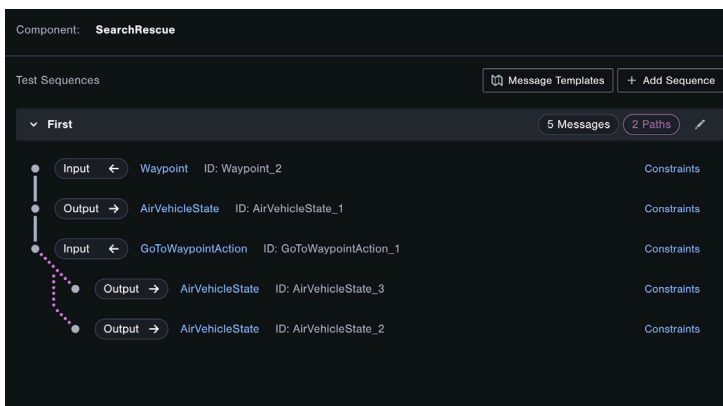 Component: SearchRescue
Test Sequences Message Templates + Add Sequence
First 5 Messages 2 Paths
Input ← Waypoint ID: Waypoint_2 Constraints
Output → AirVehicleState ID: AirVehicleState_1 Constraints
Input ← GoToWaypointAction ID: GoToWaypointAction_1 Constraints
Output → AirVehicleState ID: AirVehicleState_3 Constraints
Output → AirVehicleState ID: AirVehicleState_2 Constraints